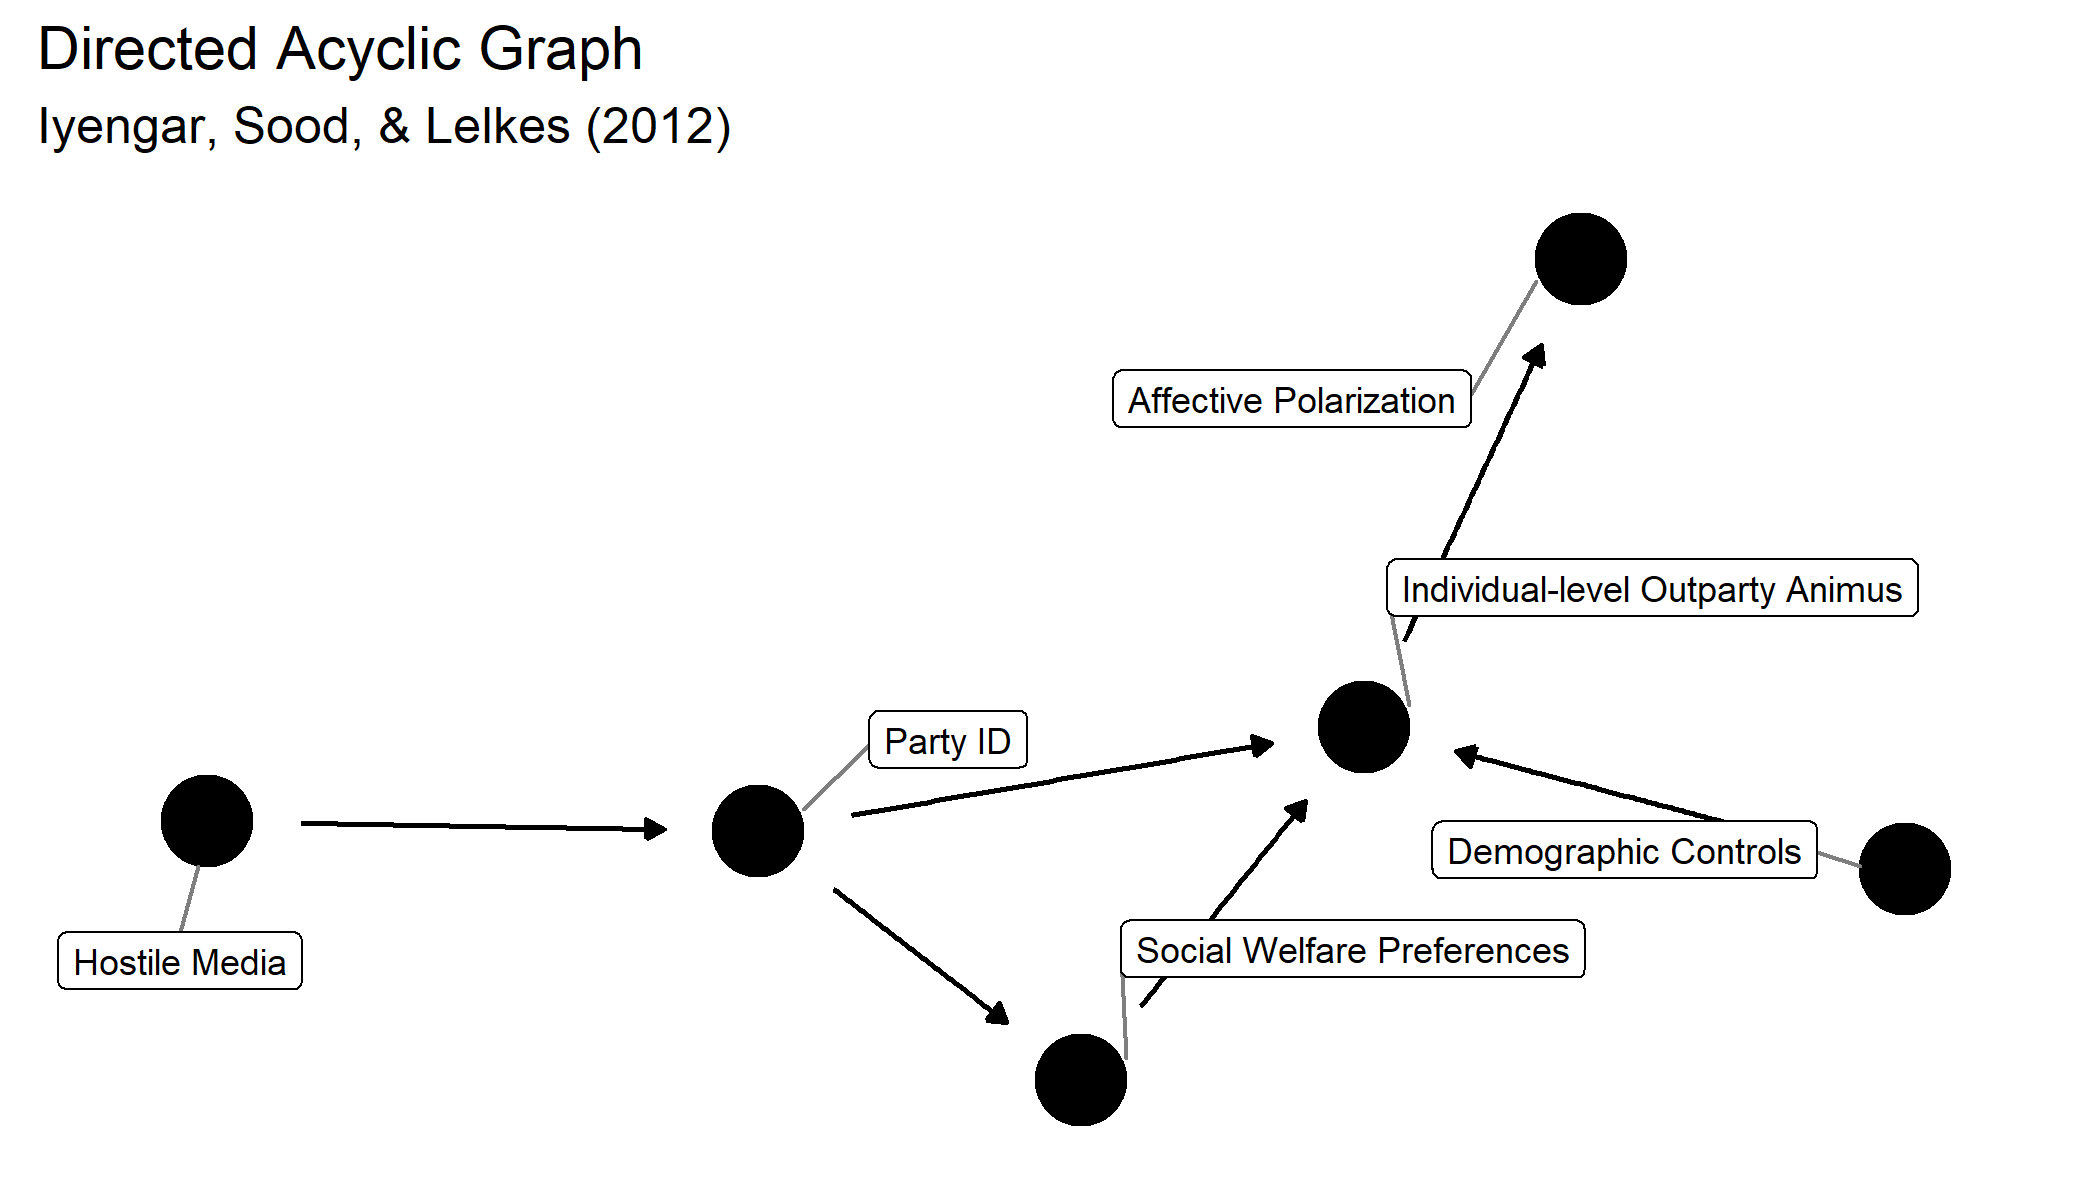 Directed Acyclic Graph
Iyengar, Sood, & Lelkes (2012)
Affective Polarization
Individual-level Outparty Animus
Party ID
Demographic Controls
Social Welfare Preferences
Hostile Media